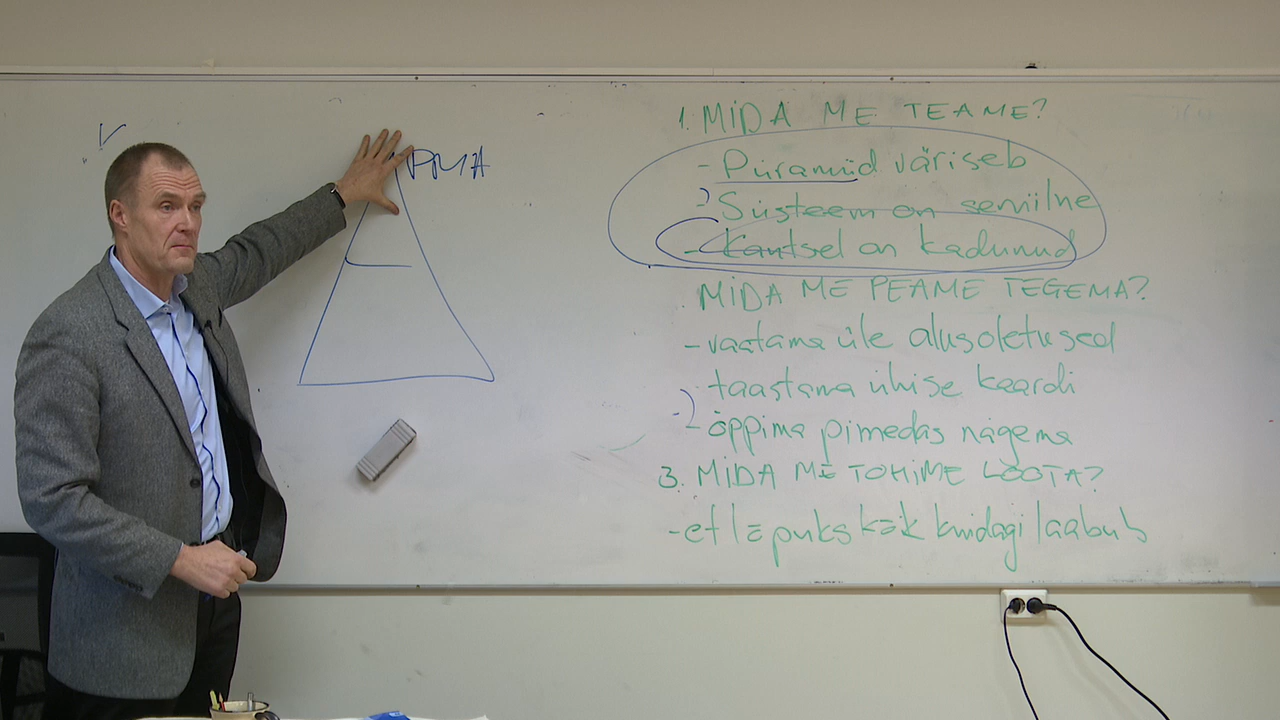 PMA
1. MIDA ME TEAME?
- Püramiid väriseb
Süsteem on seniilne
- Kantsel on kadunud
MIDA ME PEAME TEGEMA?
- vaatama üle alusoletused
taastama ühise kaardi
- õppima pimedas nägema
3. MIDA ME TOHIME LOOTA?
- et lõpuks kõik kuidagi laabub